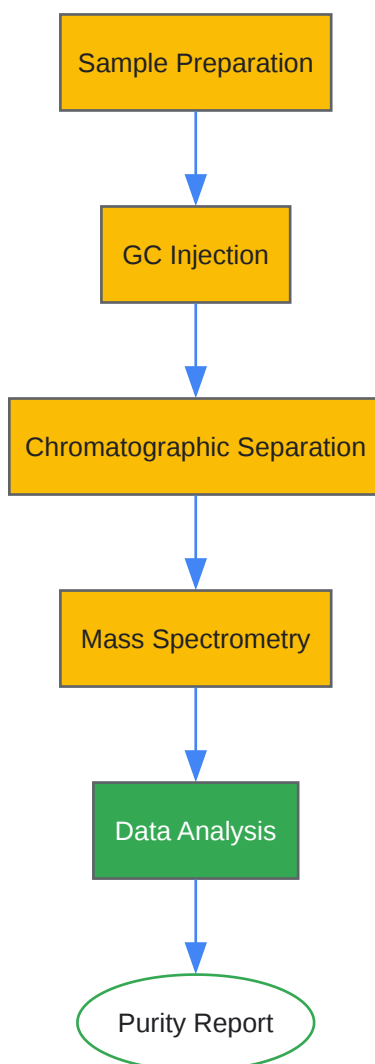 Sample Preparation
GC Injection
Chromatographic Separation
Mass Spectrometry
Data Analysis
Purity Report